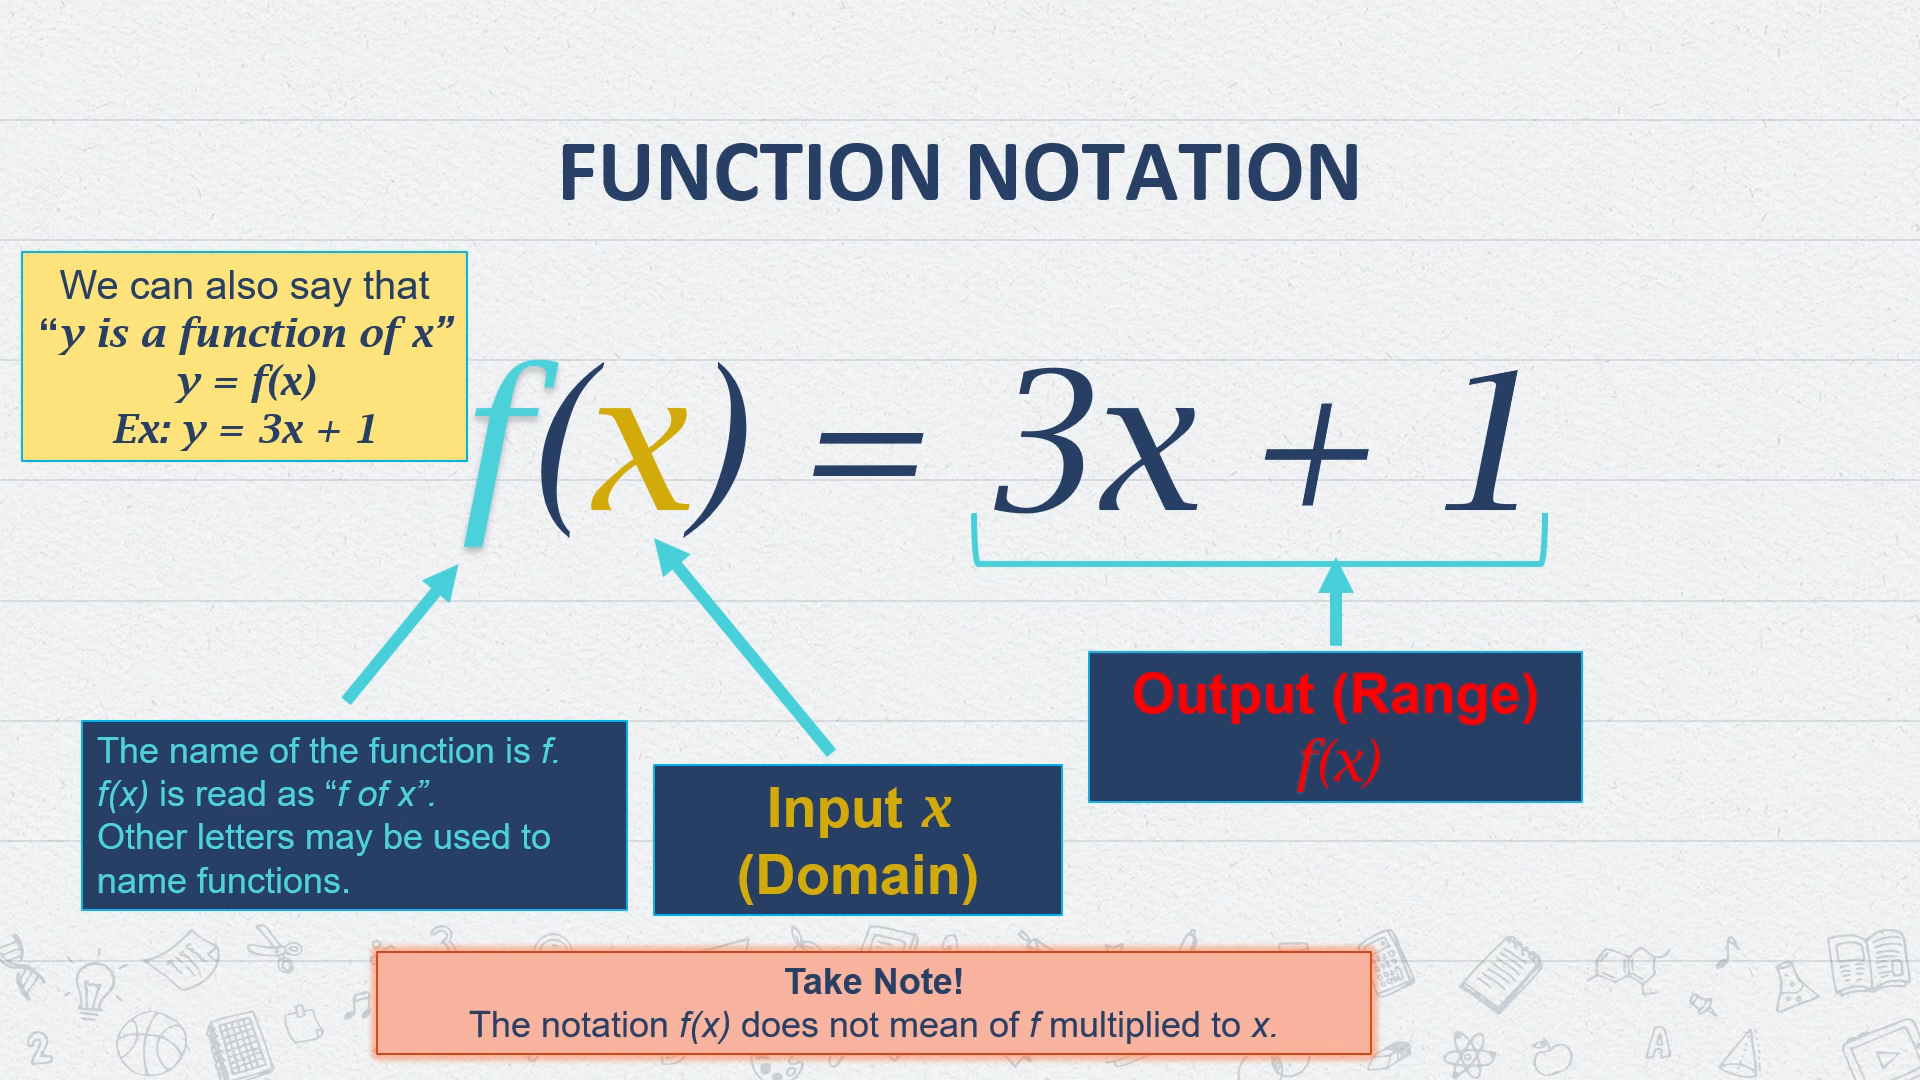 FUNCTION NOTATION
We can also say that
“y is a function of x”
y = f(x)
Ex: y = 3x + 1
f(x) = 3x + 1
The name of the function is f.
f(x) is read as “f of x”.
Other letters may be used to
name functions.
Input x
(Domain)
Output (Range)
f(x)
Take Note!
The notation f(x) does not mean of f multiplied to x.
2
3
A